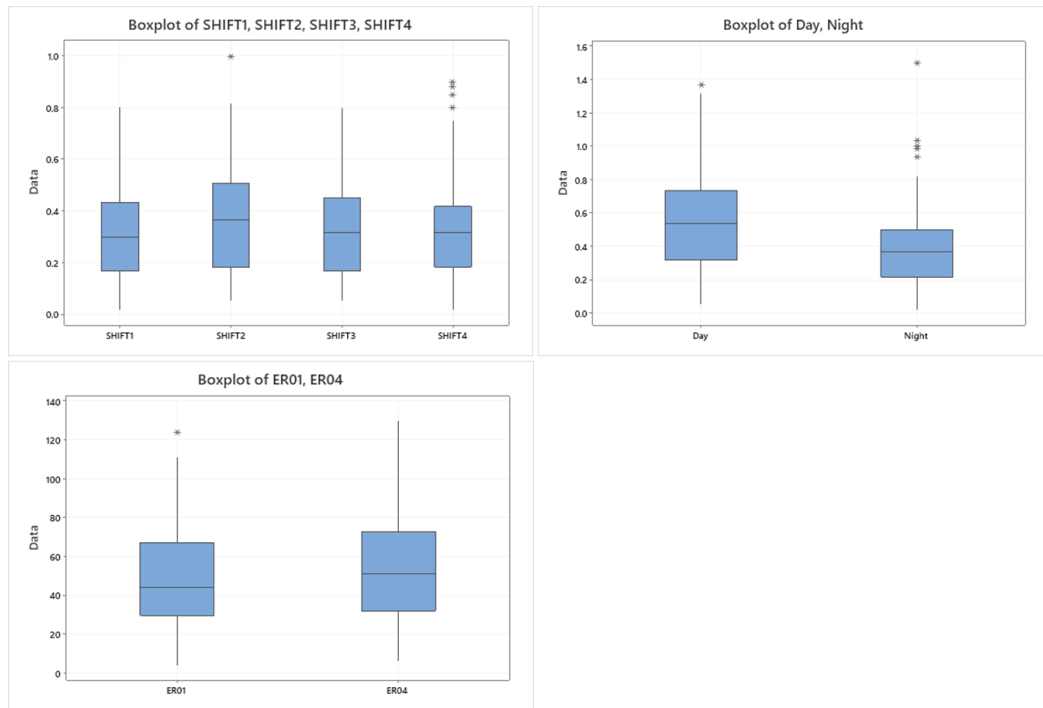 Boxplot of SHIFT1, SHIFT2, SHIFT3, SHIFT4
1.0
0.8
0.6
0.4
0.2
0.0
Data
SHIFT1 SHIFT2 SHIFT3 SHIFT4
Boxplot of Day, Night
1.6
1.4
1.2
1.0
0.8
0.6
0.4
0.2
0.0
Data
Day Night
Boxplot of ER01, ER04
140
120
100
80
60
40
20
0
Data
ER01 ER04